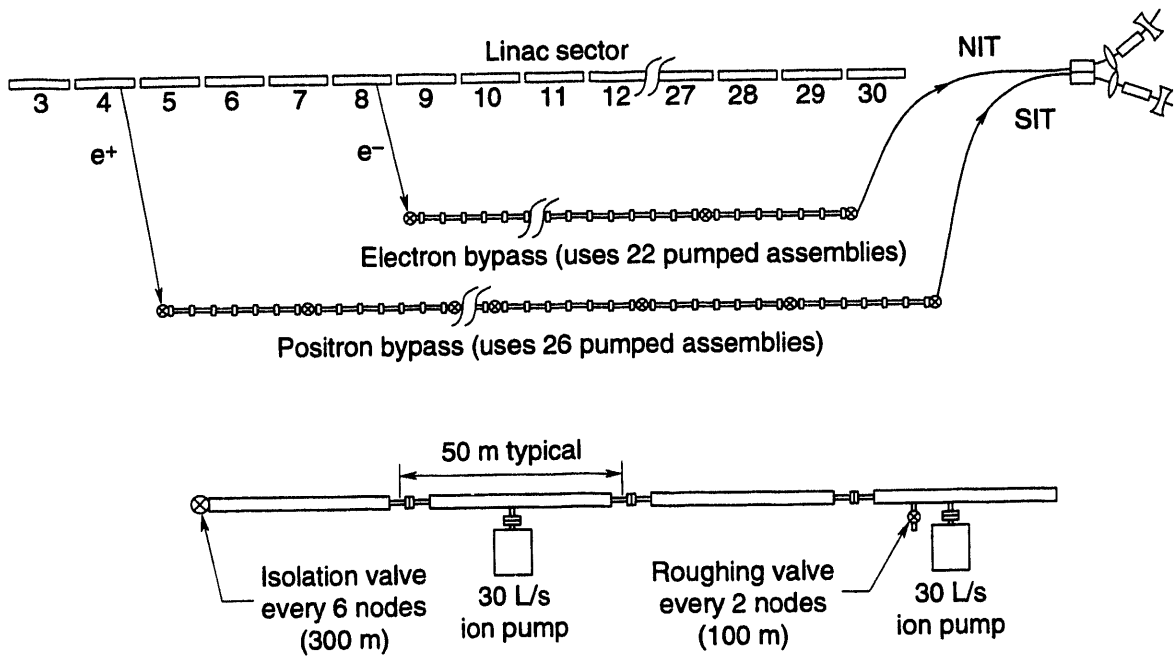 Linac sector
NIT
3 4 5 6 7 8 9 10 11 12 27 28 29 30
SIT
e+
e−
Electron bypass (uses 22 pumped assemblies)
Positron bypass (uses 26 pumped assemblies)
50 m typical
Isolation valve
every 6 nodes
(300 m)
30 L/s
ion pump
Roughing valve
every 2 nodes
(100 m)
30 L/s
ion pump